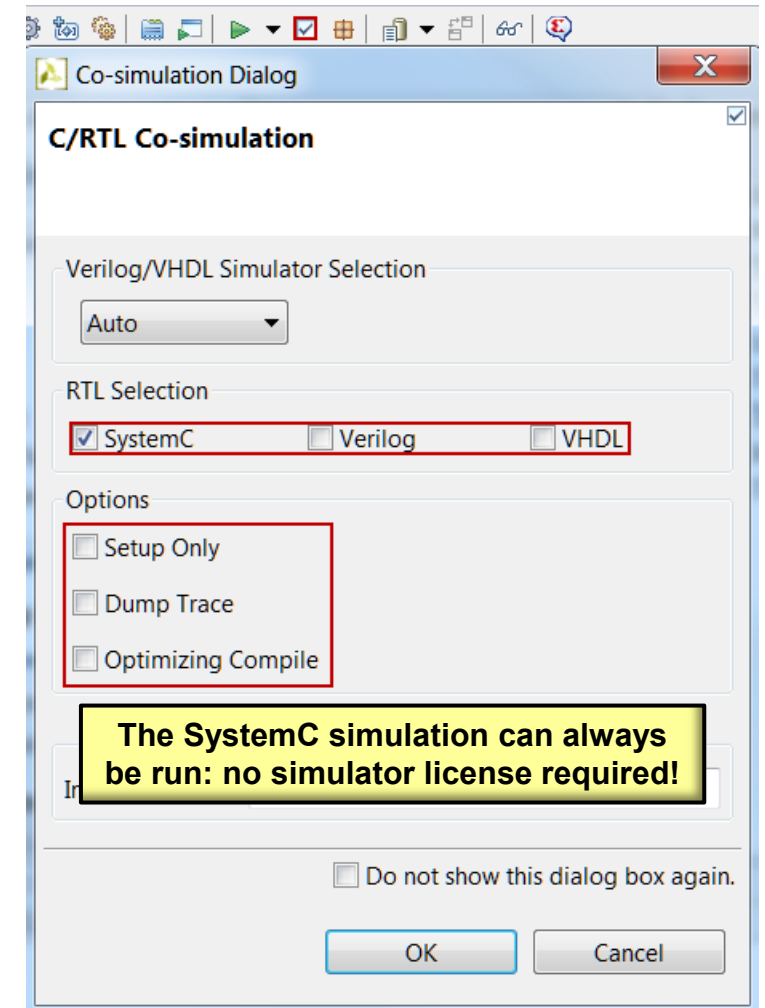 Co-simulation Dialog
C/RTL Co-simulation
Verilog/VHDL Simulator Selection
Auto
RTL Selection
SystemC Verilog VHDL
Options
Setup Only
Dump Trace
Optimizing Compile
The SystemC simulation can always
be run: no simulator license required!
Do not show this dialog box again.
OK Cancel